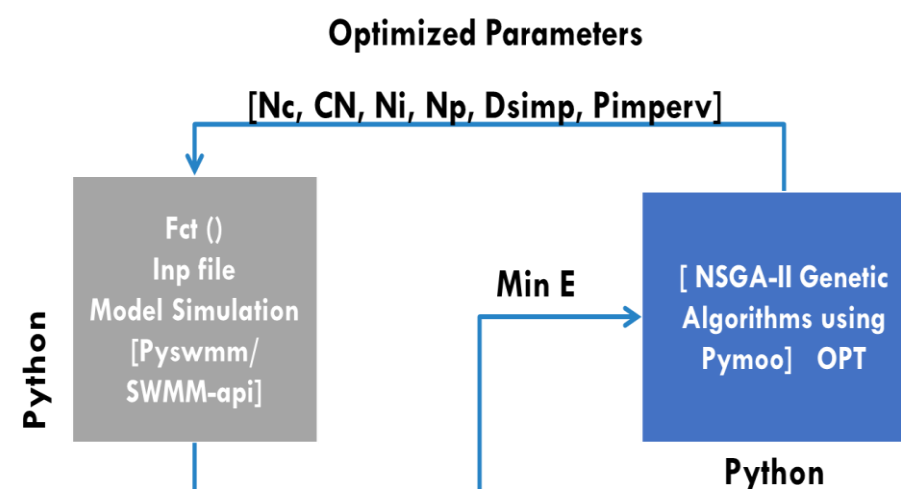 Optimized Parameters
[Nc, CN, Ni, Np, Dsimp, Pimperv]
Fct ()
Inp file
Model Simulation
[Pyswmm/
SWMM-api]
Python
Min E
[ NSGA-II Genetic
Algorithms using
Pymoo] OPT
Python